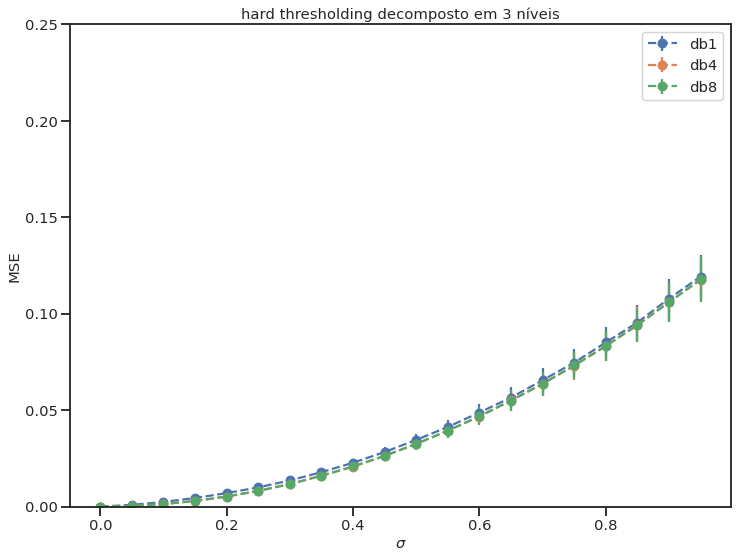 hard thresholding decomposto em 3 níveis
0.25
0.20
0.15
0.10
0.05
0.00
MSE
0.0 0.2 0.4 0.6 0.8
σ
db1
db4
db8